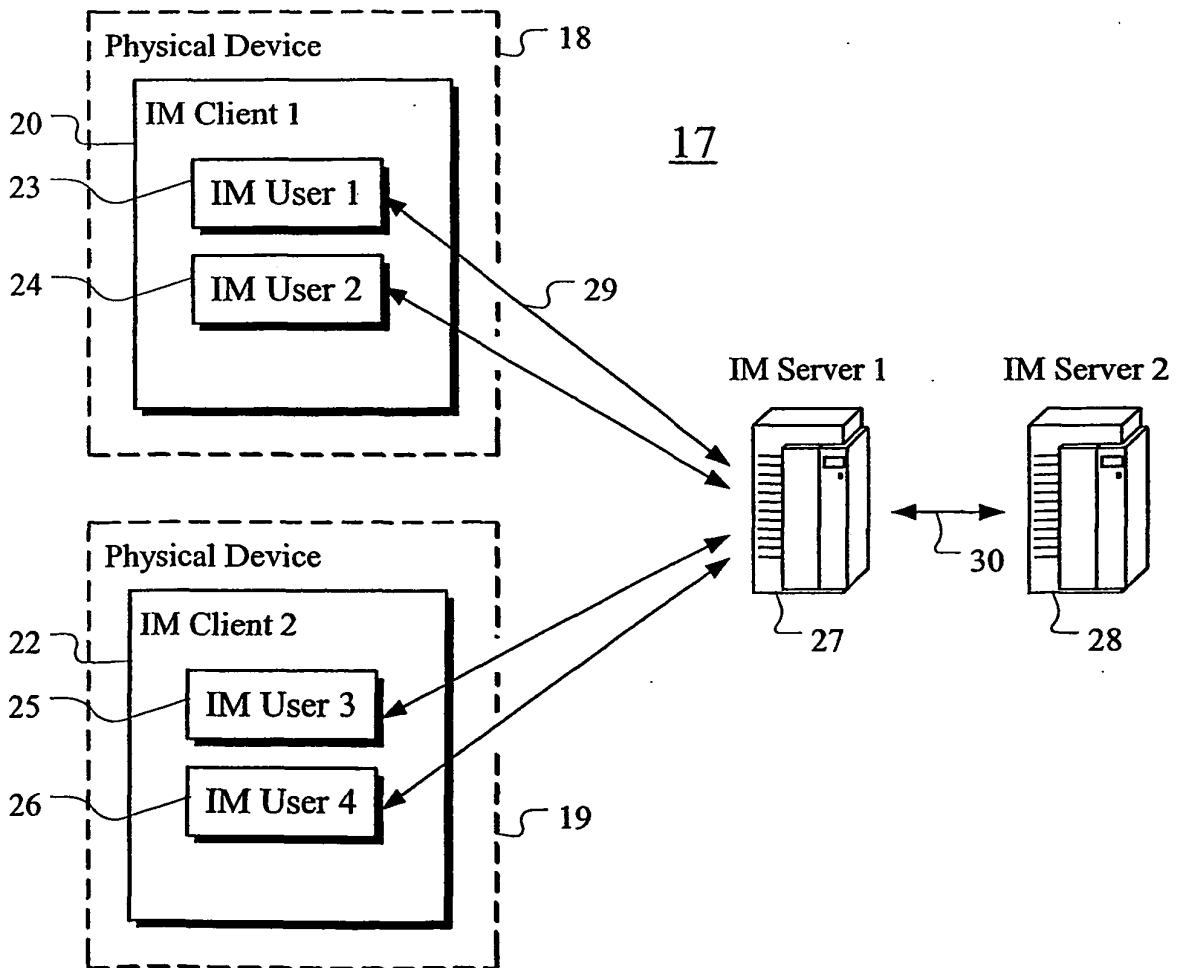 Physical Device
18
IM Client 1
20
17
23
IM User 1
24
IM User 2
29
IM Server 1
IM Server 2
Physical Device
30
IM Client 2
22
27
28
25
IM User 3
26
IM User 4
19